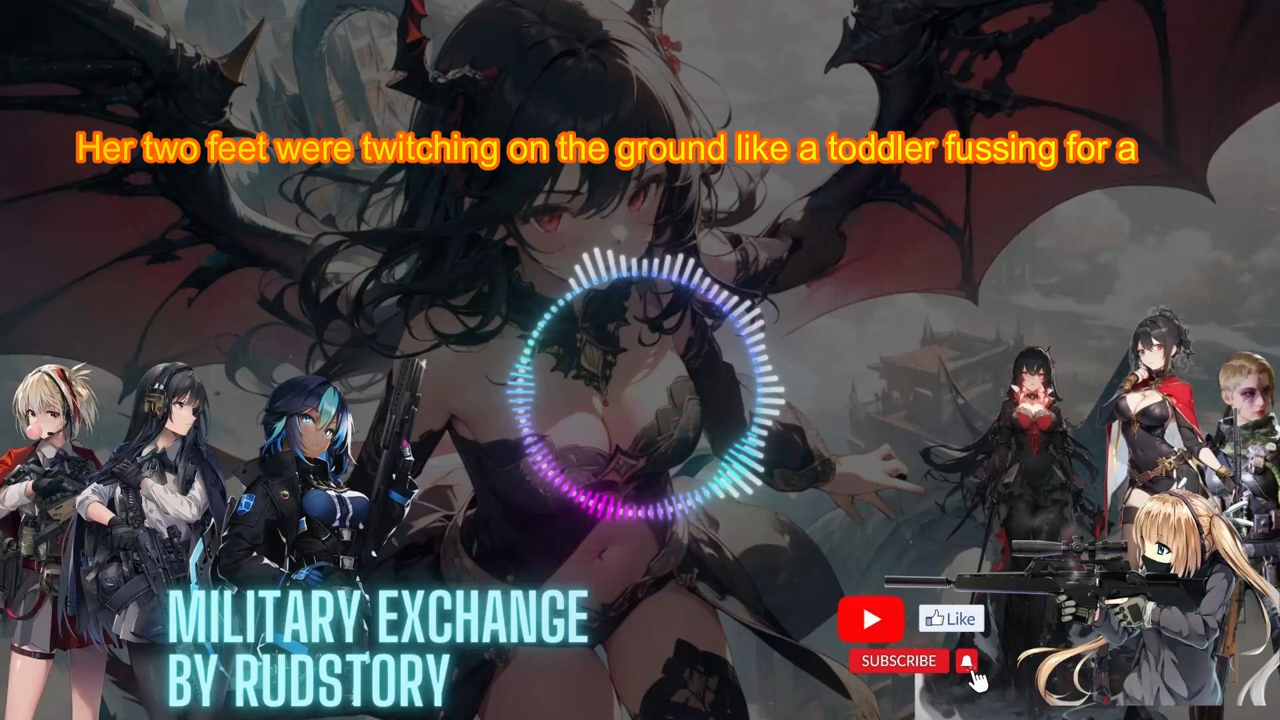 Her two feet were twitching on the ground like a toddler fussing for a
MILITARY EXCHANGE
BY RUDSTORY
Like
SUBSCRIBE